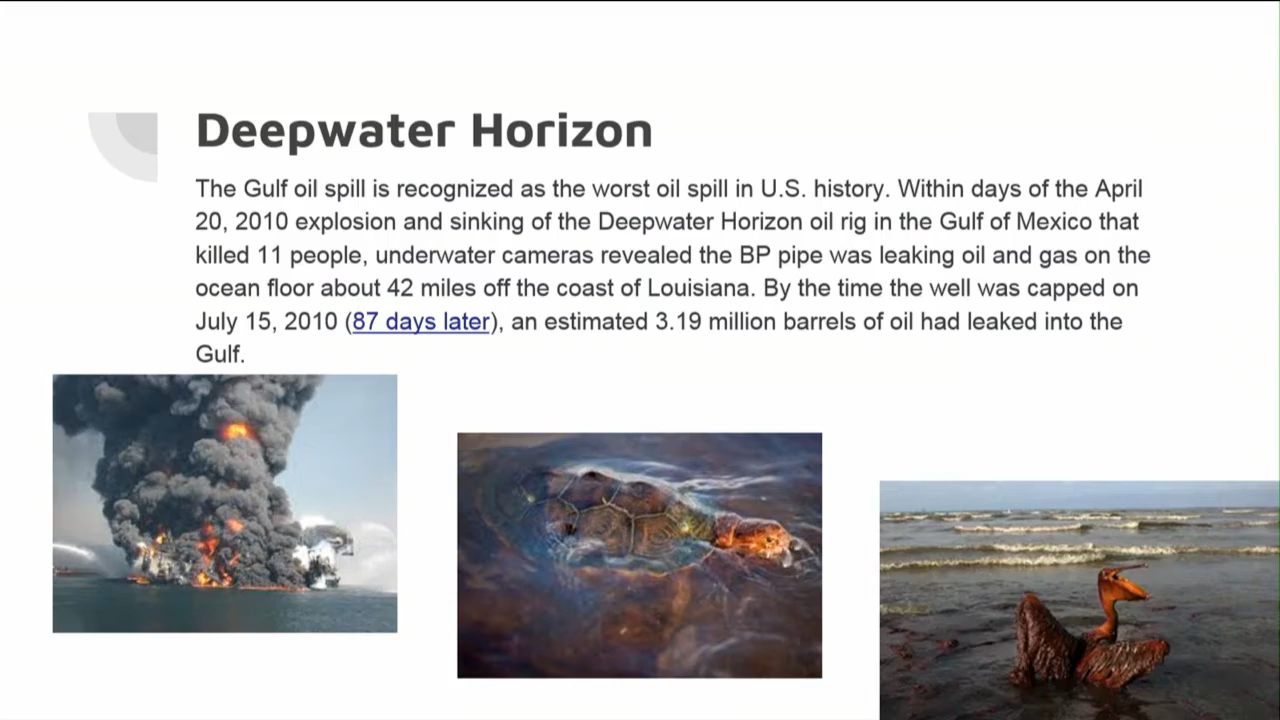 Deepwater Horizon
The Gulf oil spill is recognized as the worst oil spill in U.S. history. Within days of the April
20, 2010 explosion and sinking of the Deepwater Horizon oil rig in the Gulf of Mexico that
killed 11 people, underwater cameras revealed the BP pipe was leaking oil and gas on the
ocean floor about 42 miles off the coast of Louisiana. By the time the well was capped on
July 15, 2010 (87 days later), an estimated 3.19 million barrels of oil had leaked into the
Gulf.